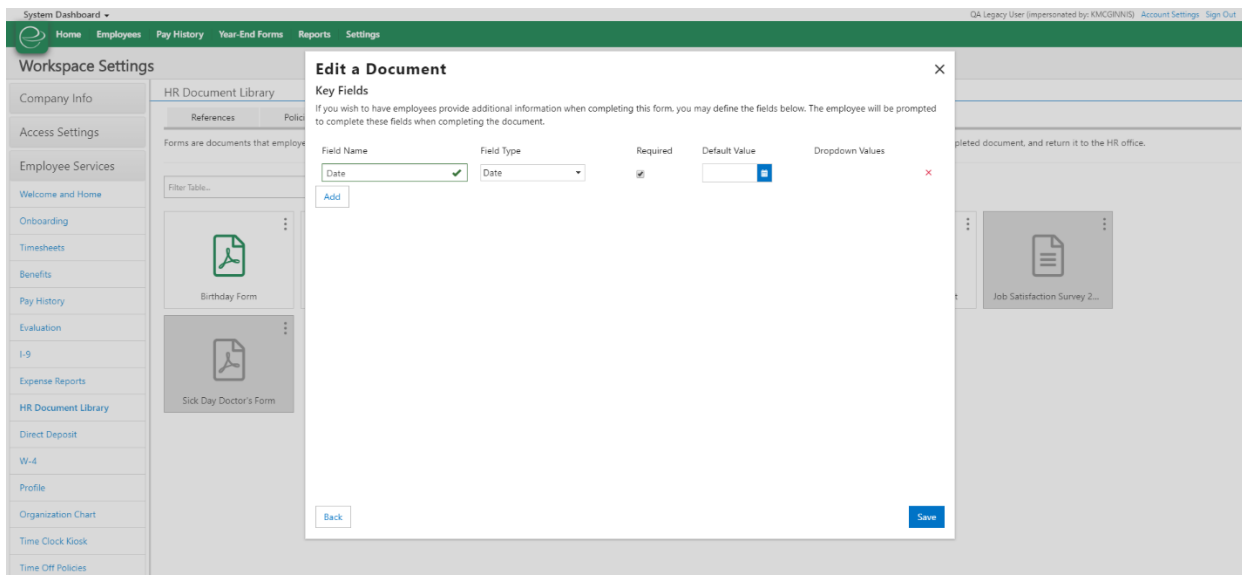 System Dashboard
QA Legacy User (impersonated by: KMCGINNIS) Account Settings Sign Out
Home Employees Pay History Year-End Forms Reports Settings
Workspace Settings
Company Info
Access Settings
Employee Services
Welcome and Home
Onboarding
Timesheets
Benefits
Pay History
Evaluation
I-9
Expense Reports
HR Document Library
Direct Deposit
W-4
Profile
Organization Chart
Time Clock Kiosk
Time Off Policies
HR Document Library
References Polici
Forms are documents that employe
pleted document, and return it to the HR office.
Filter Table...
Birthday Form
t
Job Satisfaction Survey 2...
Sick Day Doctor's Form
Edit a Document
Key Fields
If you wish to have employees provide additional information when completing this form, you may define the fields below. The employee will be prompted
to complete these fields when completing the document.
Field Name Field Type Required Default Value Dropdown Values
Date Date
Add
Back Save